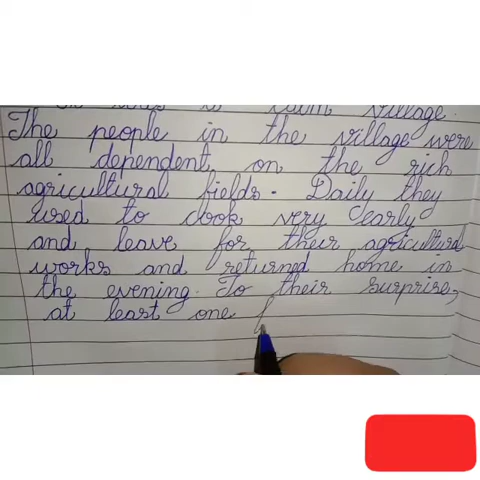 calm village.
The people in the village were
all dependent on the rich
agricultural fields. Daily they
used to cook very early
and leave for their agricultural
works and returned home in
the evening. To their surprise,
at least one